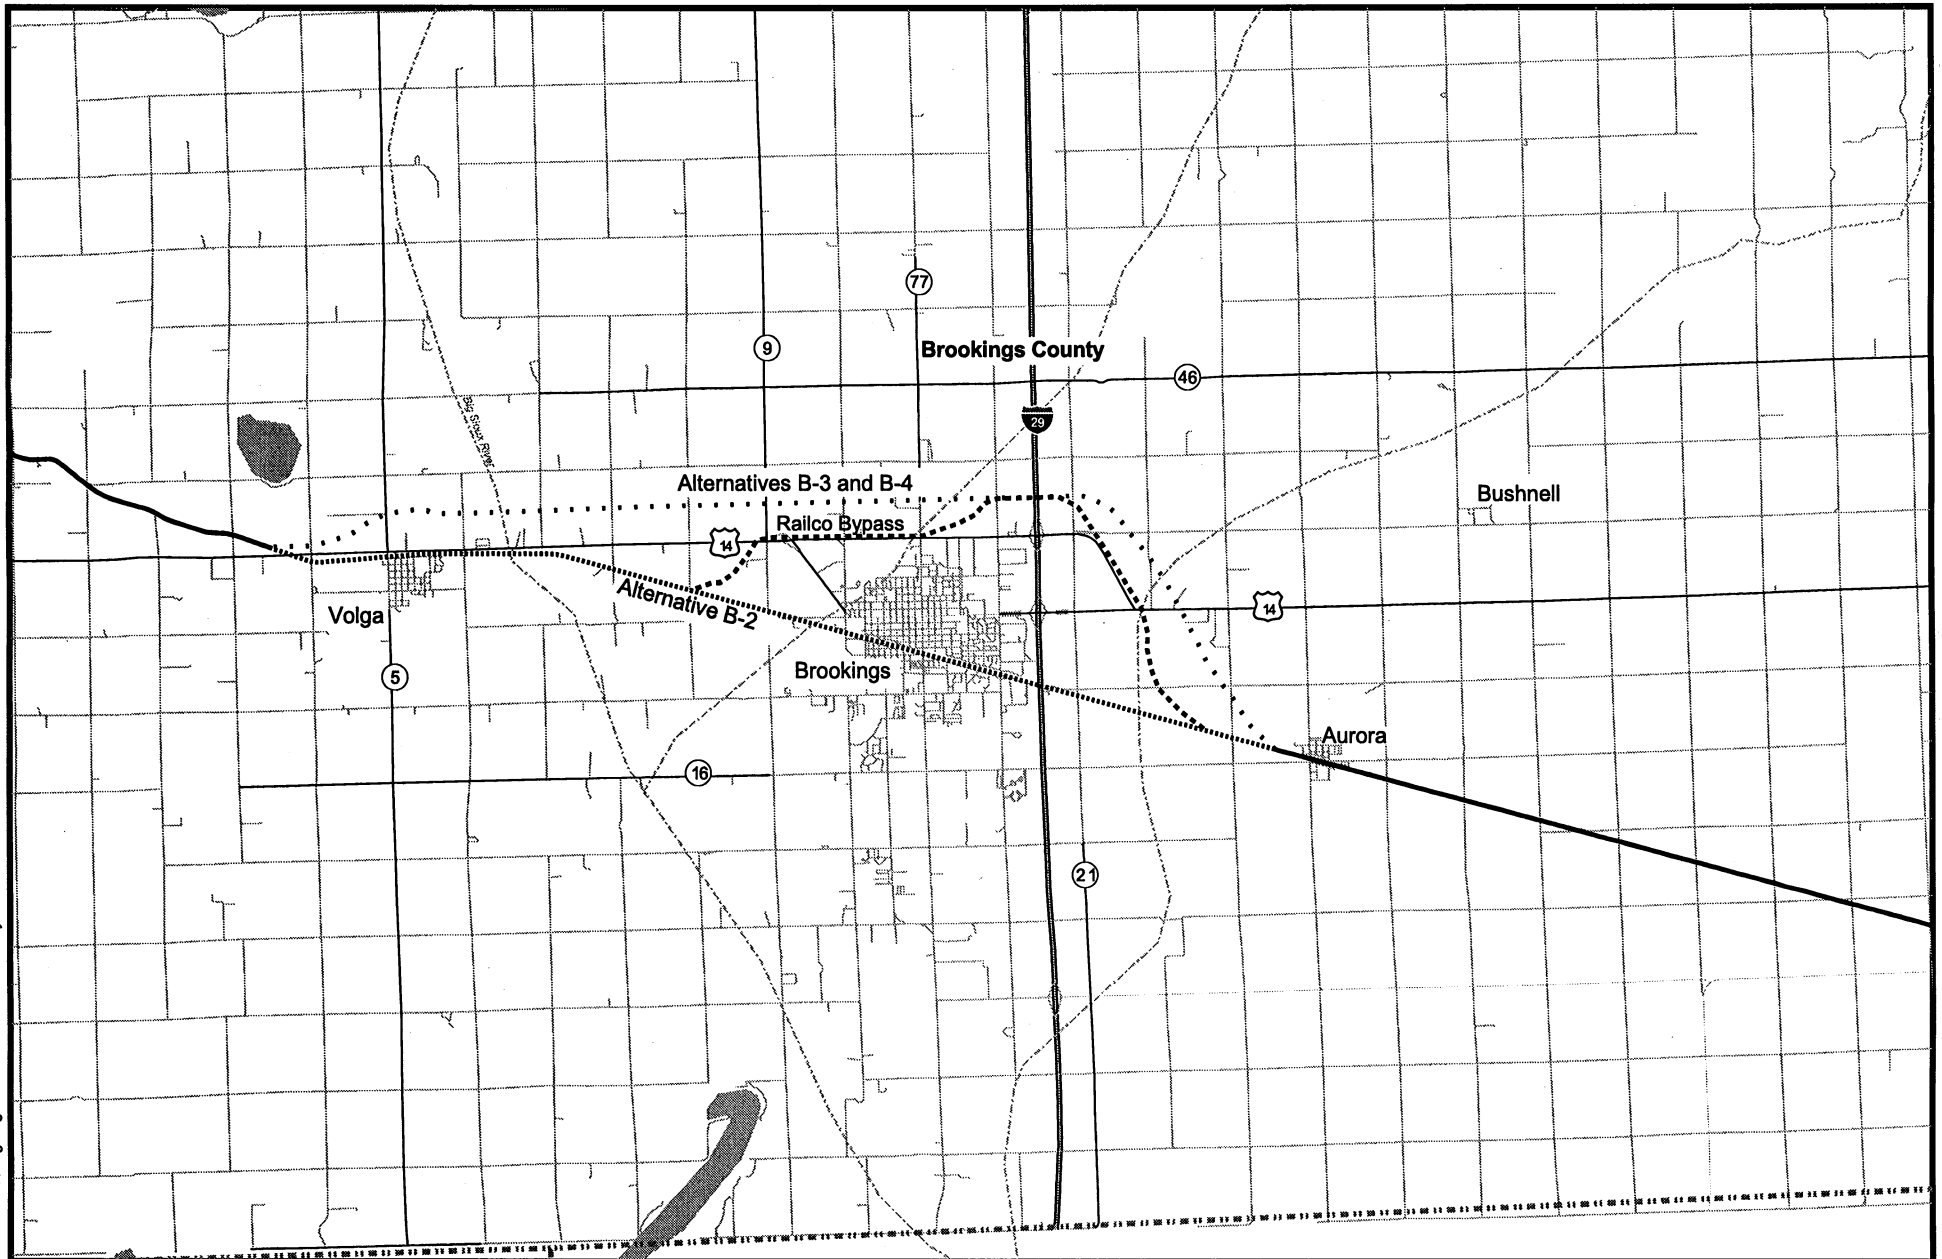 77
9
Brookings County
46
29
Big Sioux River
Alternatives B-3 and B-4
Bushnell
Railco Bypass
14
Alternative B-2
14
Volga
Brookings
5
Aurora
16
21